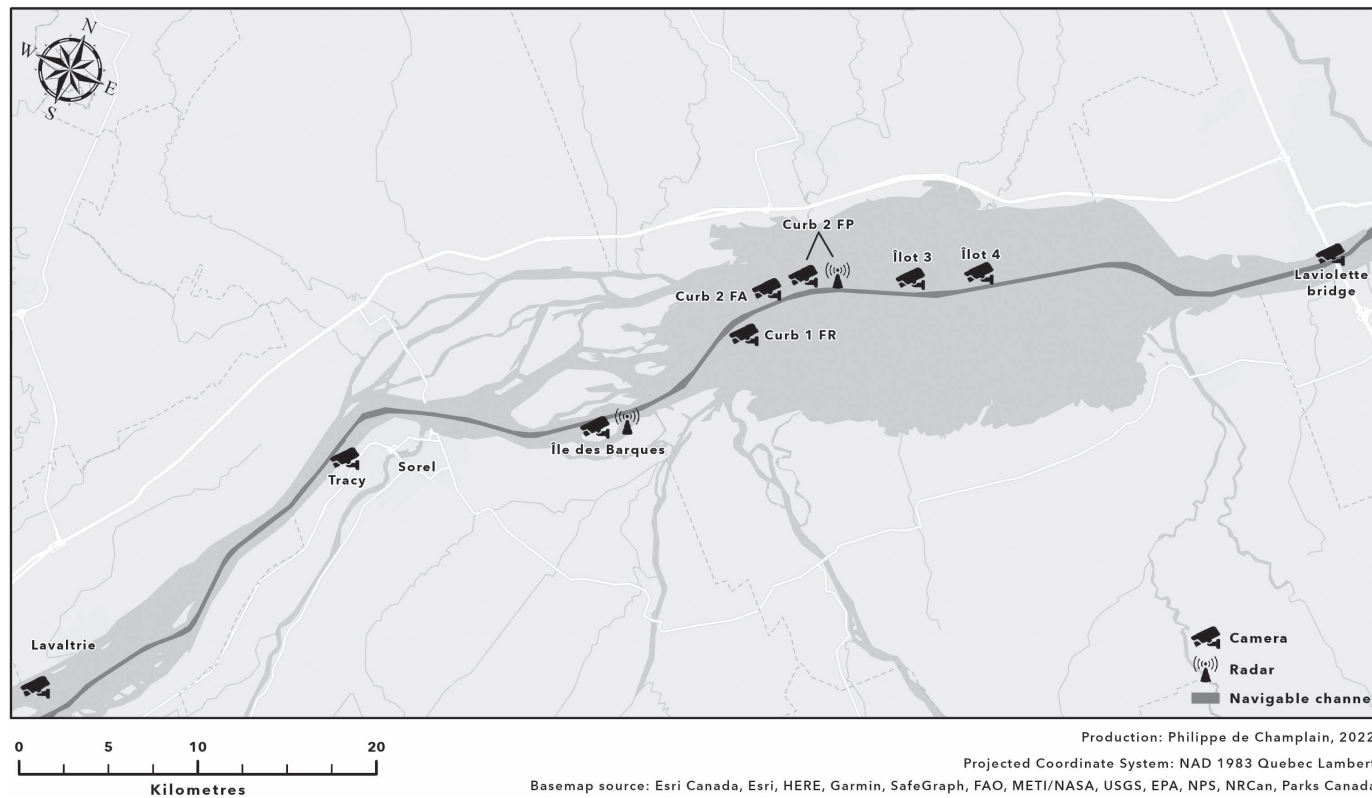 N
W
E
S
Curb 2 FP
Îlot 3
Îlot 4
Laviolette
bridge
Curb 2 FA
Curb 1 FR
Île des Barques
Sorel
Tracy
Lavaltrie
Camera
Radar
Navigable channe
0 5 10 20
Kilometres
Production: Philippe de Champlain, 2022
Projected Coordinate System: NAD 1983 Quebec Lambert
Basemap source: Esri Canada, Esri, HERE, Garmin, SafeGraph, FAO, METI/NASA, USGS, EPA, NPS, NRCan, Parks Canada